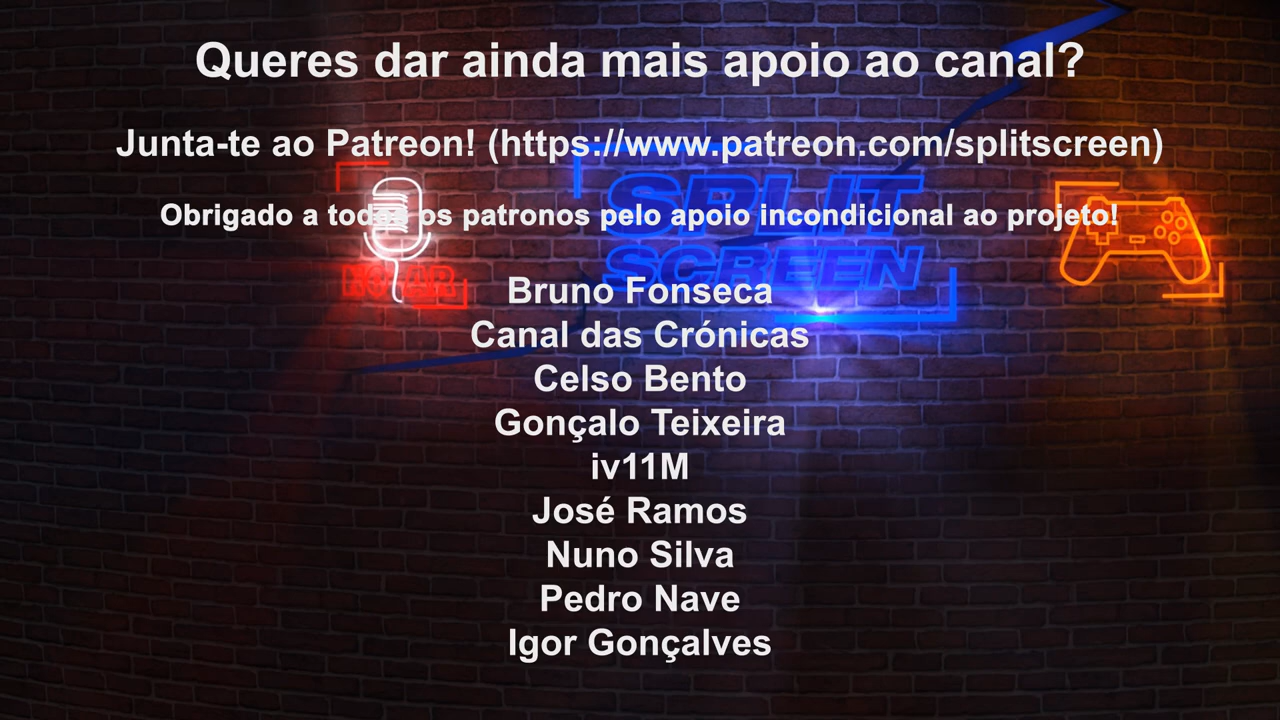 Queres dar ainda mais apoio ao canal?
Junta-te ao Patreon! (https://www.patreon.com/splitscreen)
SPLIT
Obrigado a todos os patronos pelo apoio incondicional ao projeto!
SCREEN
Bruno Fonseca
Canal das Crónicas
Celso Bento
Gonçalo Teixeira
iv11M
José Ramos
Nuno Silva
Pedro Nave
Igor Gonçalves